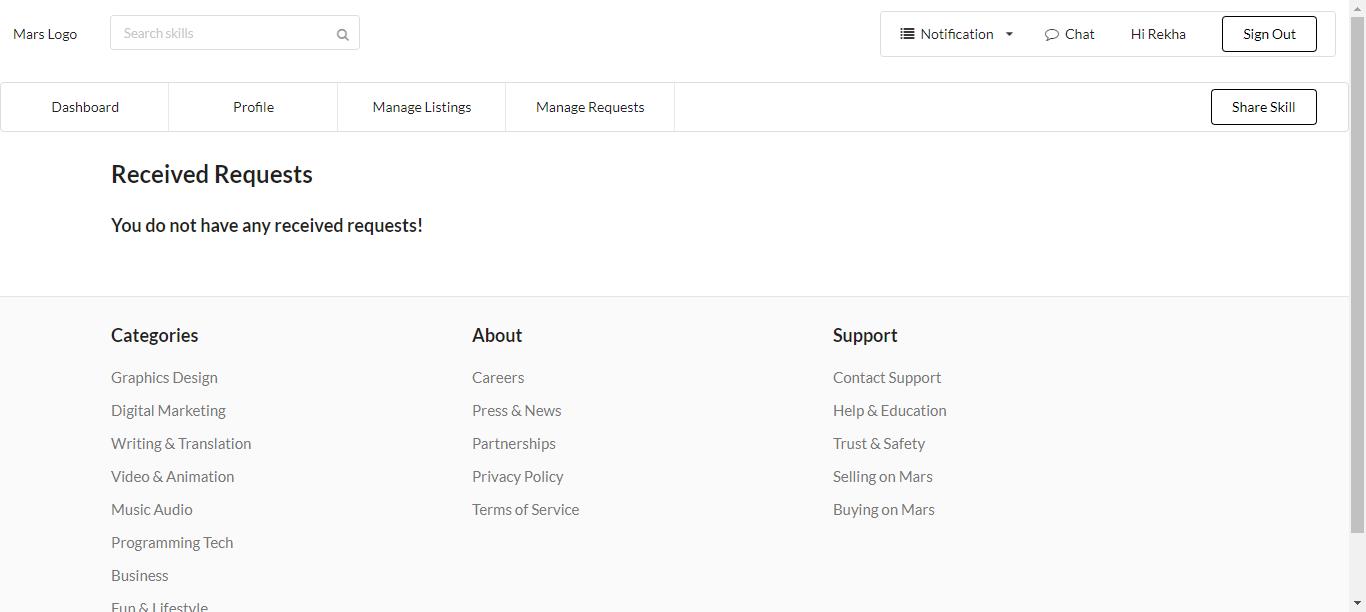 Mars Logo
Search skills
Notification
Chat
Hi Rekha
Sign Out
Dashboard
Profile
Manage Listings
Manage Requests
Share Skill
Received Requests
You do not have any received requests!
Categories
Graphics Design
Digital Marketing
Writing & Translation
Video & Animation
Music Audio
Programming Tech
Business
Fun & Lifestyle
About
Careers
Press & News
Partnerships
Privacy Policy
Terms of Service
Support
Contact Support
Help & Education
Trust & Safety
Selling on Mars
Buying on Mars